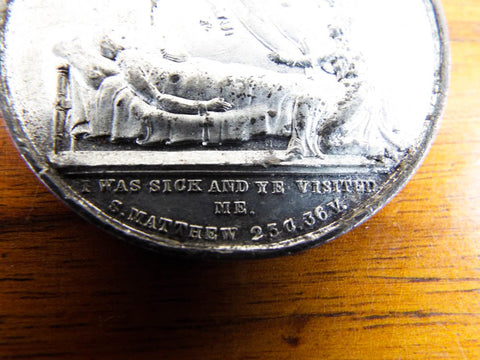 I WAS SICK AND YE VISITED
ME.
S. MATTHEW 25 C. 36 V.